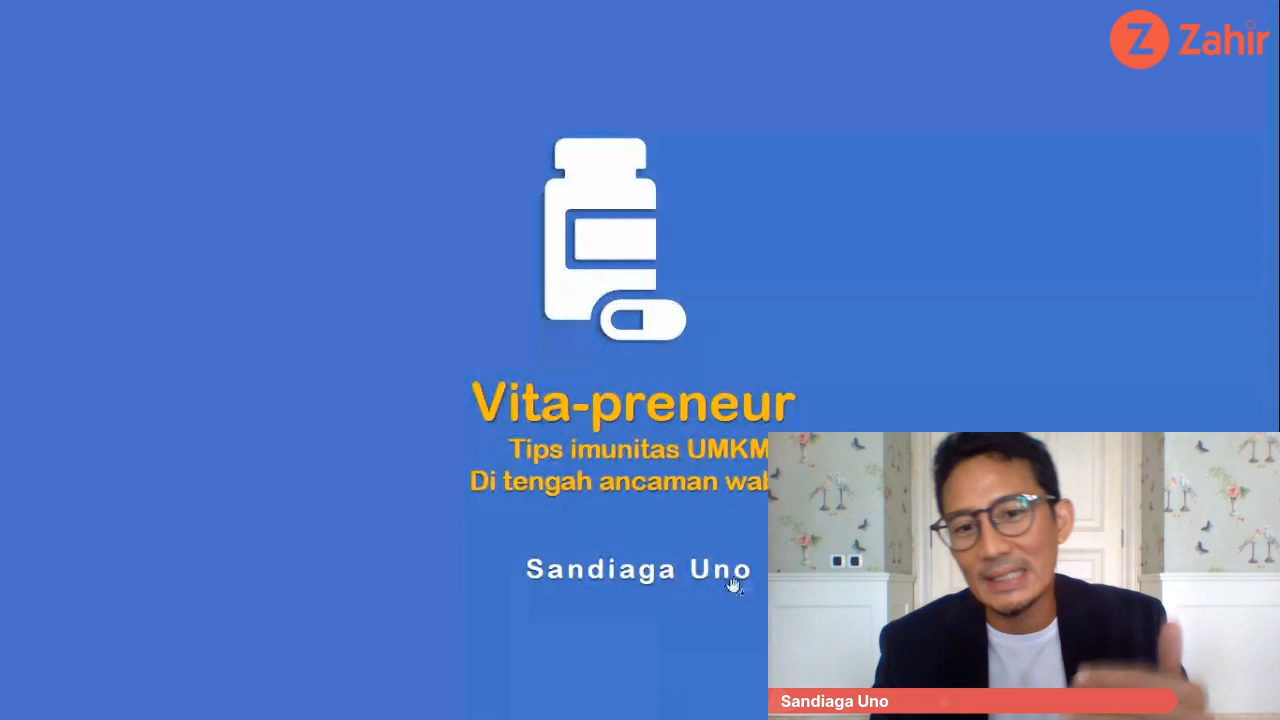 Zahir
Vita-preneur
Tips imunitas UMKM
Di tengah ancaman
Sandiaga Uno
Sandiaga Uno